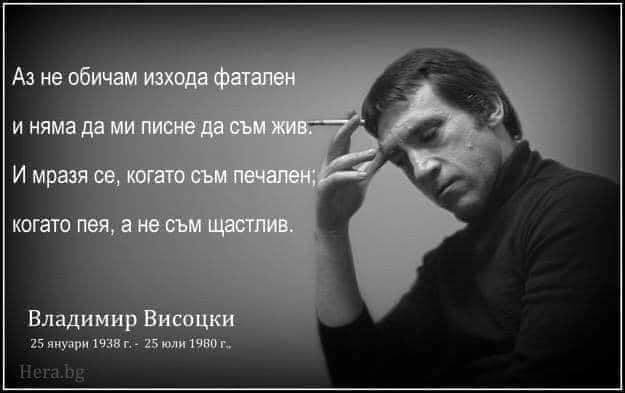 Аз не обичам изхода фатален
и няма да ми писне да съм жив.
И мразя се, когато съм печален;
когато пея, а не съм щастлив.
Владимир Висоцки
25 януари 1938 г. - 25 юли 1980 г.,,
Hera.bg